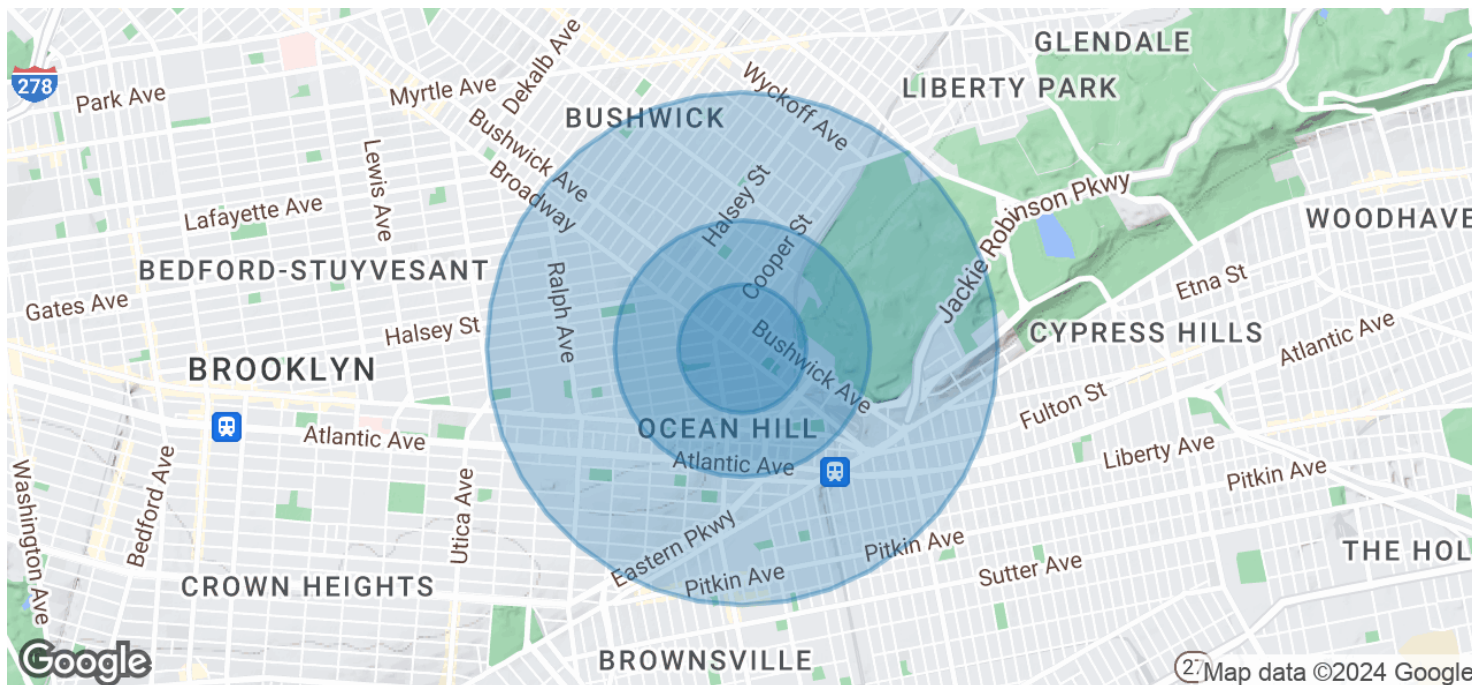 GLENDALE
LIBERTY PARK
278
Park Ave
Myrtle Ave
Dekalb Ave
BUSHWICK
Wyckoff Ave
Bushwick Ave
Broadway
Lewis Ave
Halsey St
Jackie Robinson Pkwy
Lafayette Ave
WOODHAVE
Cooper St
BEDFORD-STUYVESANT
Ralph Ave
Etna St
Gates Ave
Halsey St
Bushwick Ave
CYPRESS HILLS
Atlantic Ave
BROOKLYN
Fulton St
OCEAN HILL
Atlantic Ave
Atlantic Ave
Liberty Ave
Pitkin Ave
Washington Ave
Bedford Ave
Utica Ave
Eastern Pkwy
Pitkin Ave
THE HOL
Sutter Ave
CROWN HEIGHTS
Pitkin Ave
BROWNSVILLE
Google
27
Map data ©2024 Google